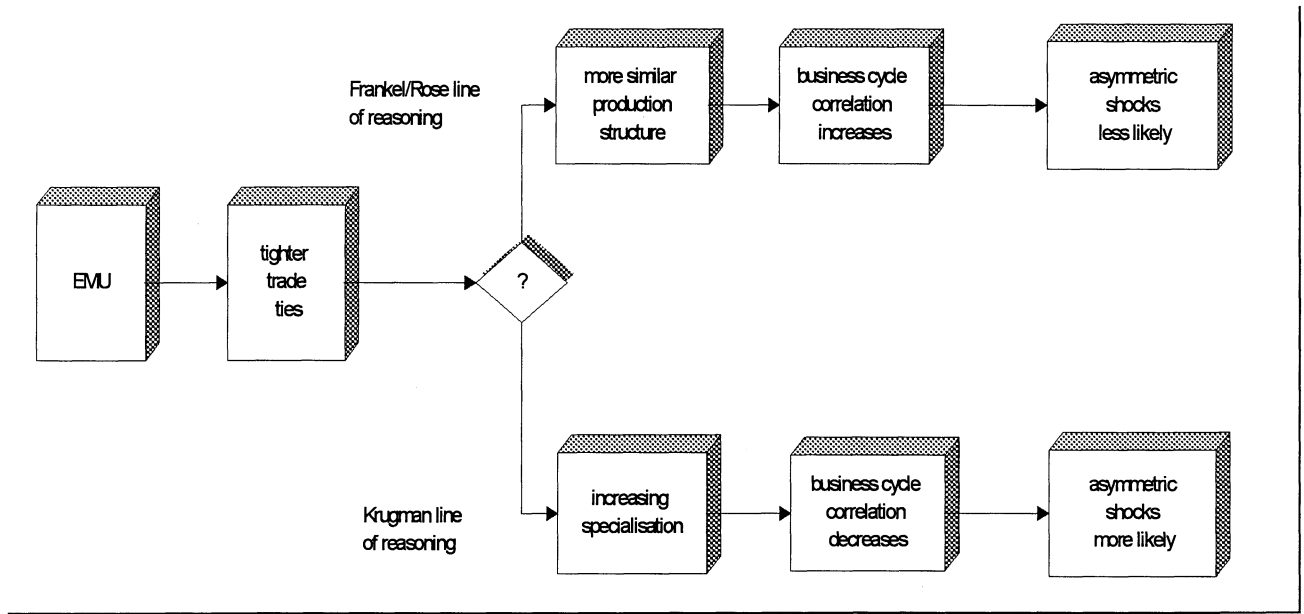 Frankel/Rose line
of reasoning
more similar
production
structure
business cycle
correlation
increases
asymmetric
shocks
less likely
EMU
tighter
trade
ties
?
Krugman line
of reasoning
increasing
specialisation
business cycle
correlation
decreases
asymmetric
shocks
more likely